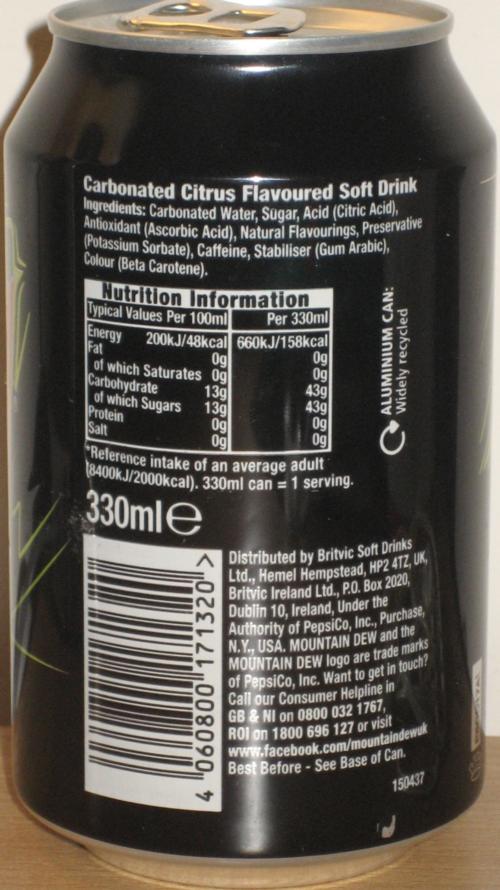 Carbonated Citrus Flavoured Soft Drink
Ingredients: Carbonated Water, Sugar, Acid (Citric Acid),
Antioxidant (Ascorbic Acid), Natural Flavourings, Preservative
(Potassium Sorbate), Caffeine, Stabiliser (Gum Arabic),
Colour (Beta Carotene).
Nutrition Information
Typical Values Per 100ml Per 330ml
Energy 200kJ/48kcal 660kJ/158kcal
Fat 0g 0g
of which Saturates 0g 0g
Carbohydrate 13g 43g
of which Sugars 13g 43g
Protein 0g 0g
Salt 0g 0g
*Reference intake of an average adult
(8400kJ/2000kcal). 330ml can = 1 serving.
330ml e
ALUMINIUM CAN:
Widely recycled
4 060800 171320 >
Distributed by Britvic Soft Drinks
Ltd., Hemel Hempstead, HP2 4TZ, UK,
Britvic Ireland Ltd., P.O. Box 2020,
Dublin 10, Ireland, Under the
Authority of PepsiCo, Inc., Purchase,
N.Y., USA. MOUNTAIN DEW and the
MOUNTAIN DEW logo are trade marks
of PepsiCo, Inc. Want to get in touch?
Call our Consumer Helpline in
GB & NI on 0800 032 1767,
ROI on 1800 696 127 or visit
www.facebook.com/mountaindewuk
Best Before - See Base of Can.
150437